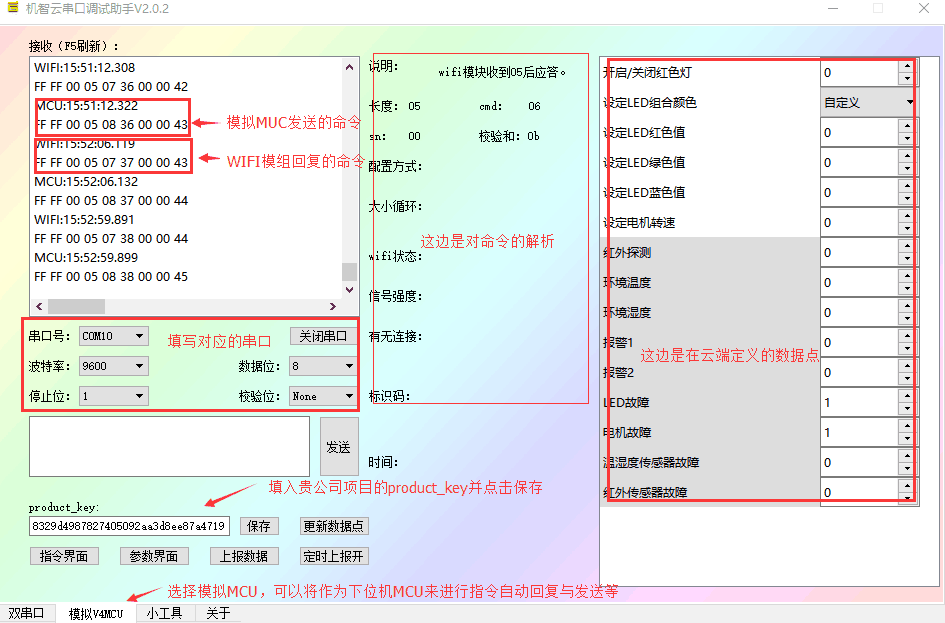 机智云串口调试助手V2.0.2
接收（F5刷新）：
WIFI:15:51:12.308
FF FF 00 05 07 36 00 00 42
MCU:15:51:12.322
FF FF 00 05 08 36 00 00 43
模拟MUC发送的命令
WIFI:15:52:06.119
FF FF 00 05 07 37 00 00 43
WIFI模组回复的命令
MCU:15:52:06.132
FF FF 00 05 08 37 00 00 44
WIFI:15:52:59.891
FF FF 00 05 07 38 00 00 44
MCU:15:52:59.899
FF FF 00 05 08 38 00 00 45
串口号： COM10 填写对应的串口 关闭串口
波特率： 9600 数据位： 8
停止位： 1 校验位： None
发送
填入贵公司项目的product_key并点击保存
product_key:
8329d4987827405092aa3d8ee87a4719 保存 更新数据点
指令界面 参数界面 上报数据 定时上报开
选择模拟MCU，可以将作为下位机MCU来进行指令自动回复与发送等
双串口 模拟V4MCU 小工具 关于
说明： wifi模块收到05后应答。
长度： 05 cmd: 06
sn: 00 校验和： 0b
配置方式：
大小循环：
这边是对命令的解析
wifi状态：
信号强度：
有无连接：
标识码：
时间：
开启/关闭红色灯 0
设定LED组合颜色 自定义
设定LED红色值 0
设定LED绿色值 0
设定LED蓝色值 0
设定电机转速 0
红外探测 0
环境温度 0
环境湿度 0
报警1 0
这边是在云端定义的数据点
报警2 0
LED故障 1
电机故障 1
温湿度传感器故障 0
红外传感器故障 0